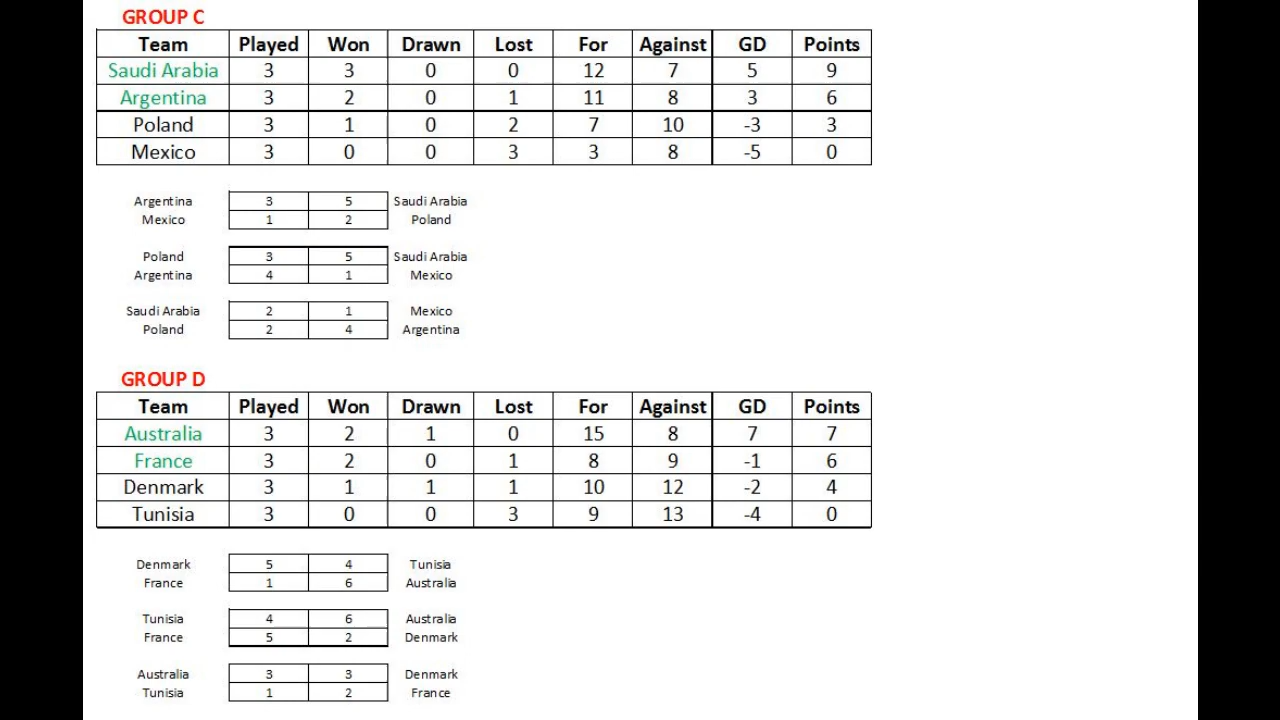 GROUP C
Team Played Won Drawn Lost For Against GD Points
Saudi Arabia 3 3 0 0 12 7 5 9
Argentina 3 2 0 1 11 8 3 6
Poland 3 1 0 2 7 10 -3 3
Mexico 3 0 0 3 3 8 -5 0
Argentina 3 5 Saudi Arabia
Mexico 1 2 Poland
Poland 3 5 Saudi Arabia
Argentina 4 1 Mexico
Saudi Arabia 2 1 Mexico
Poland 2 4 Argentina
GROUP D
Team Played Won Drawn Lost For Against GD Points
Australia 3 2 1 0 15 8 7 7
France 3 2 0 1 8 9 -1 6
Denmark 3 1 1 1 10 12 -2 4
Tunisia 3 0 0 3 9 13 -4 0
Denmark 5 4 Tunisia
France 1 6 Australia
Tunisia 4 6 Australia
France 5 2 Denmark
Australia 3 3 Denmark
Tunisia 1 2 France